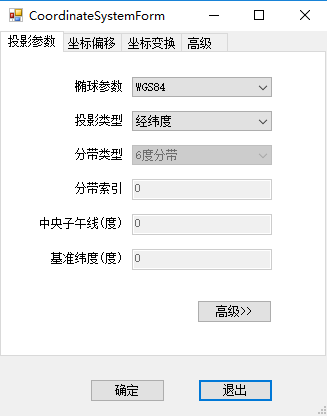 CoordinateSystemForm
投影参数 坐标偏移 坐标变换 高级
椭球参数 WGS84
投影类型 经纬度
分带类型 6度分带
分带索引 0
中央子午线(度) 0
基准纬度(度) 0
高级>>
确定 退出